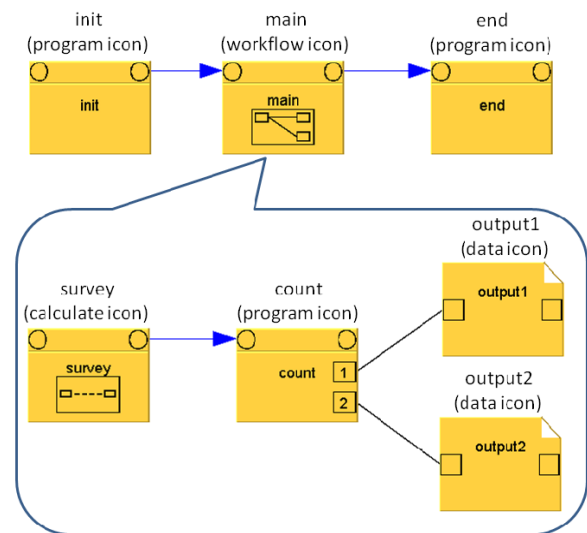 init
(program icon)
main
(workflow icon)
end
(program icon)
init
main
end
output1
(data icon)
output1
survey
(calculate icon)
count
(program icon)
survey
count
1
2
output2
(data icon)
output2